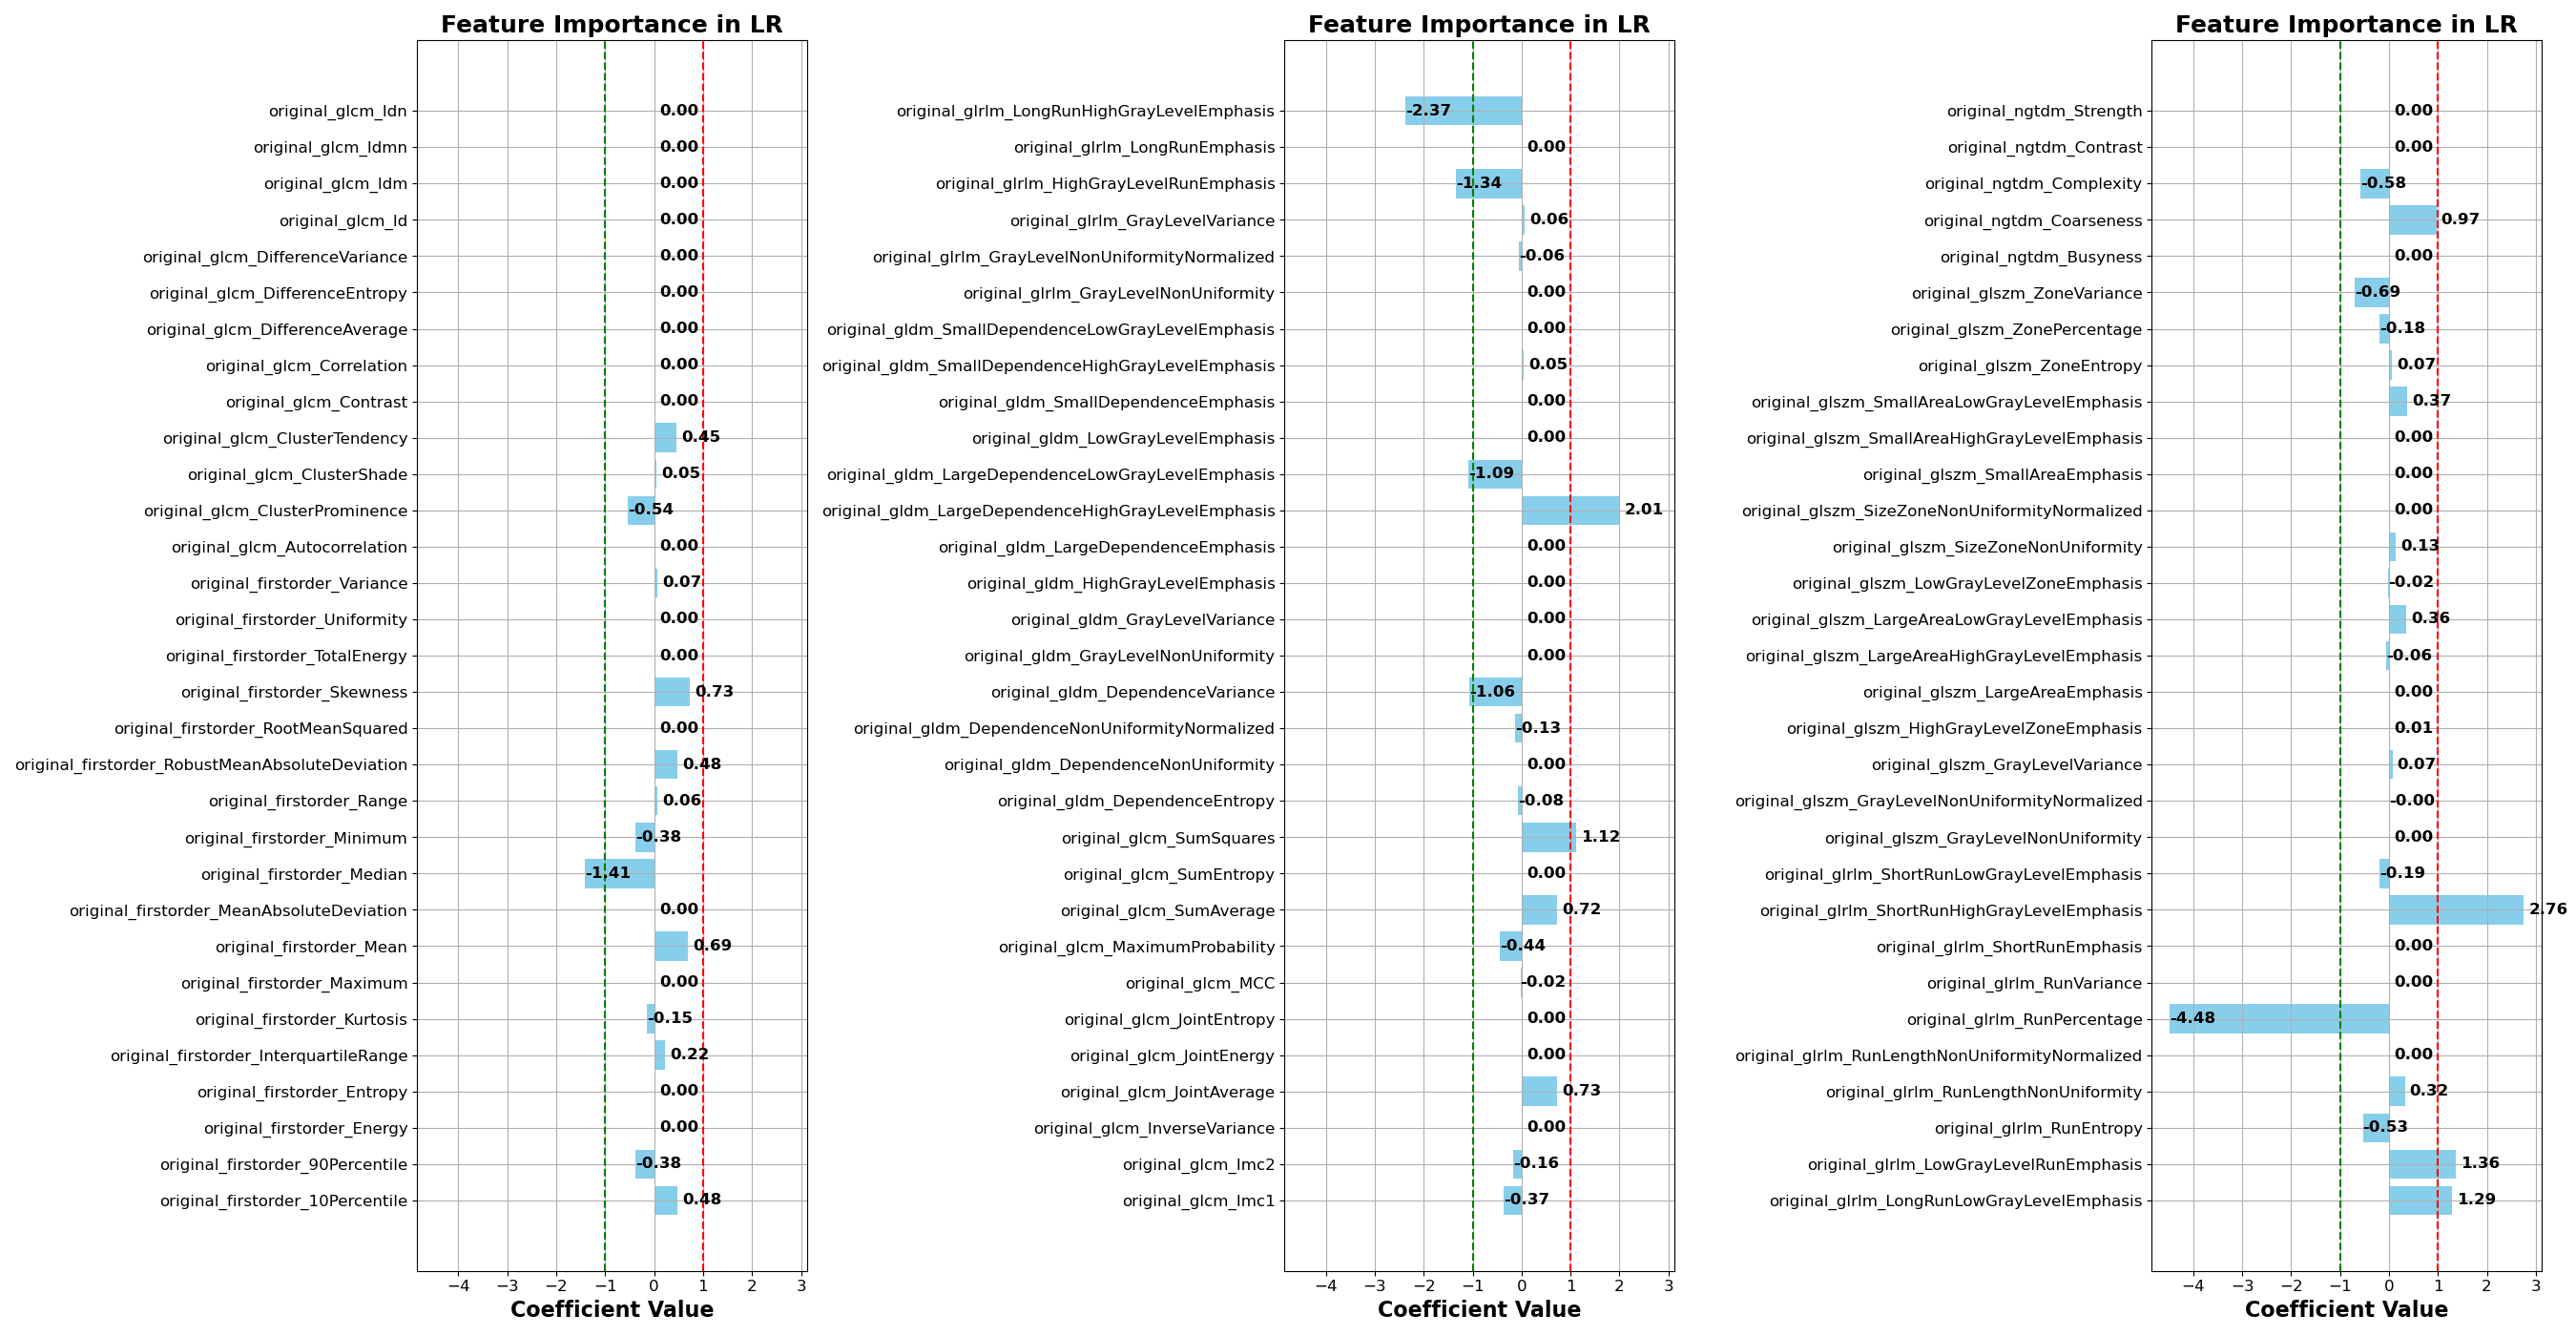 Feature Importance in LR
original_glcm_Idn 0.00
original_glcm_Idmn 0.00
original_glcm_Idm 0.00
original_glcm_Id 0.00
original_glcm_DifferenceVariance 0.00
original_glcm_DifferenceEntropy 0.00
original_glcm_DifferenceAverage 0.00
original_glcm_Correlation 0.00
original_glcm_Contrast 0.00
original_glcm_ClusterTendency 0.45
original_glcm_ClusterShade 0.05
original_glcm_ClusterProminence -0.54
original_glcm_Autocorrelation 0.00
original_firstorder_Variance 0.07
original_firstorder_Uniformity 0.00
original_firstorder_TotalEnergy 0.00
original_firstorder_Skewness 0.73
original_firstorder_RootMeanSquared 0.00
original_firstorder_RobustMeanAbsoluteDeviation 0.48
original_firstorder_Range 0.06
original_firstorder_Minimum -0.38
original_firstorder_Median -1.41
original_firstorder_MeanAbsoluteDeviation 0.00
original_firstorder_Mean 0.69
original_firstorder_Maximum 0.00
original_firstorder_Kurtosis -0.15
original_firstorder_InterquartileRange 0.22
original_firstorder_Entropy 0.00
original_firstorder_Energy 0.00
original_firstorder_90Percentile -0.38
original_firstorder_10Percentile 0.48
−4 −3 −2 −1 0 1 2 3
Coefficient Value
Feature Importance in LR
original_glrlm_LongRunHighGrayLevelEmphasis -2.37
original_glrlm_LongRunEmphasis 0.00
original_glrlm_HighGrayLevelRunEmphasis -1.34
original_glrlm_GrayLevelVariance 0.06
original_glrlm_GrayLevelNonUniformityNormalized -0.06
original_glrlm_GrayLevelNonUniformity 0.00
original_gldm_SmallDependenceLowGrayLevelEmphasis 0.00
original_gldm_SmallDependenceHighGrayLevelEmphasis 0.05
original_gldm_SmallDependenceEmphasis 0.00
original_gldm_LowGrayLevelEmphasis 0.00
original_gldm_LargeDependenceLowGrayLevelEmphasis -1.09
original_gldm_LargeDependenceHighGrayLevelEmphasis 2.01
original_gldm_LargeDependenceEmphasis 0.00
original_gldm_HighGrayLevelEmphasis 0.00
original_gldm_GrayLevelVariance 0.00
original_gldm_GrayLevelNonUniformity 0.00
original_gldm_DependenceVariance -1.06
original_gldm_DependenceNonUniformityNormalized -0.13
original_gldm_DependenceNonUniformity 0.00
original_gldm_DependenceEntropy -0.08
original_glcm_SumSquares 1.12
original_glcm_SumEntropy 0.00
original_glcm_SumAverage 0.72
original_glcm_MaximumProbability -0.44
original_glcm_MCC -0.02
original_glcm_JointEntropy 0.00
original_glcm_JointEnergy 0.00
original_glcm_JointAverage 0.73
original_glcm_InverseVariance 0.00
original_glcm_Imc2 -0.16
original_glcm_Imc1 -0.37
−4 −3 −2 −1 0 1 2 3
Coefficient Value
Feature Importance in LR
original_ngtdm_Strength 0.00
original_ngtdm_Contrast 0.00
original_ngtdm_Complexity -0.58
original_ngtdm_Coarseness 0.97
original_ngtdm_Busyness 0.00
original_glszm_ZoneVariance -0.69
original_glszm_ZonePercentage -0.18
original_glszm_ZoneEntropy 0.07
original_glszm_SmallAreaLowGrayLevelEmphasis 0.37
original_glszm_SmallAreaHighGrayLevelEmphasis 0.00
original_glszm_SmallAreaEmphasis 0.00
original_glszm_SizeZoneNonUniformityNormalized 0.00
original_glszm_SizeZoneNonUniformity 0.13
original_glszm_LowGrayLevelZoneEmphasis -0.02
original_glszm_LargeAreaLowGrayLevelEmphasis 0.36
original_glszm_LargeAreaHighGrayLevelEmphasis -0.06
original_glszm_LargeAreaEmphasis 0.00
original_glszm_HighGrayLevelZoneEmphasis 0.01
original_glszm_GrayLevelVariance 0.07
original_glszm_GrayLevelNonUniformityNormalized -0.00
original_glszm_GrayLevelNonUniformity 0.00
original_glrlm_ShortRunLowGrayLevelEmphasis -0.19
original_glrlm_ShortRunHighGrayLevelEmphasis 2.76
original_glrlm_ShortRunEmphasis 0.00
original_glrlm_RunVariance 0.00
original_glrlm_RunPercentage -4.48
original_glrlm_RunLengthNonUniformityNormalized 0.00
original_glrlm_RunLengthNonUniformity 0.32
original_glrlm_RunEntropy -0.53
original_glrlm_LowGrayLevelRunEmphasis 1.36
original_glrlm_LongRunLowGrayLevelEmphasis 1.29
−4 −3 −2 −1 0 1 2 3
Coefficient Value